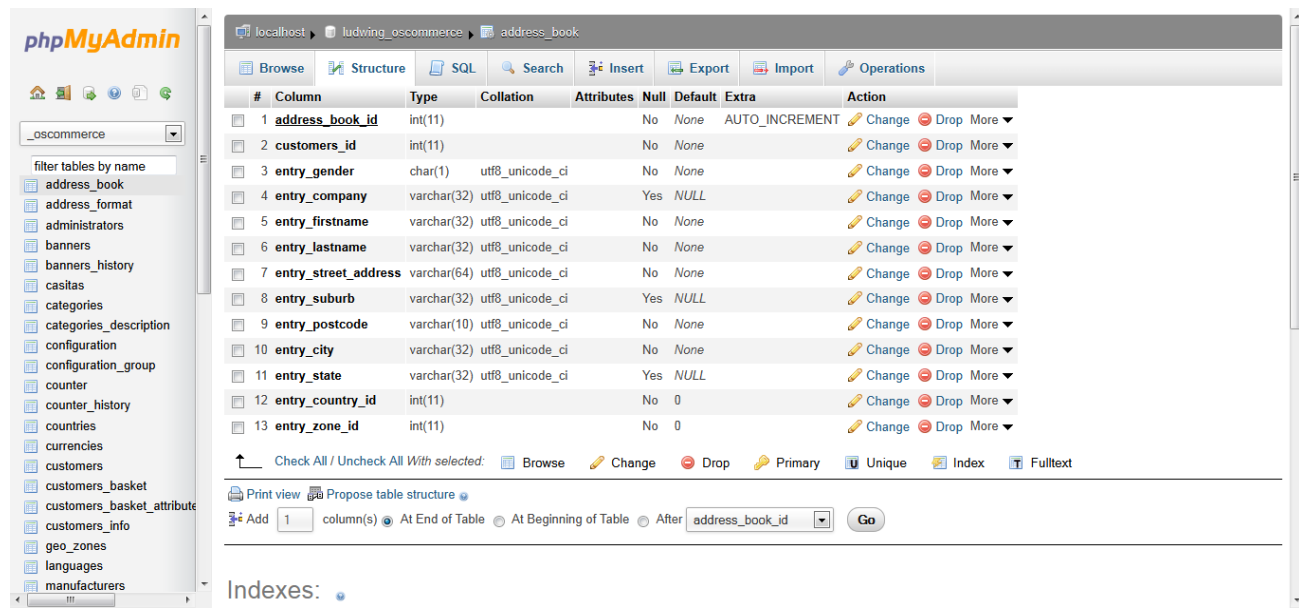 phpMyAdmin
_oscommerce
filter tables by name
address_book
address_format
administrators
banners
banners_history
casitas
categories
categories_description
configuration
configuration_group
counter
counter_history
countries
currencies
customers
customers_basket
customers_basket_attribute
customers_info
geo_zones
languages
manufacturers
localhost ludwing_oscommerce address_book
Browse Structure SQL Search Insert Export Import Operations
# Column Type Collation Attributes Null Default Extra Action
1 address_book_id int(11) No None AUTO_INCREMENT Change Drop More
2 customers_id int(11) No None Change Drop More
3 entry_gender char(1) utf8_unicode_ci No None Change Drop More
4 entry_company varchar(32) utf8_unicode_ci Yes NULL Change Drop More
5 entry_firstname varchar(32) utf8_unicode_ci No None Change Drop More
6 entry_lastname varchar(32) utf8_unicode_ci No None Change Drop More
7 entry_street_address varchar(64) utf8_unicode_ci No None Change Drop More
8 entry_suburb varchar(32) utf8_unicode_ci Yes NULL Change Drop More
9 entry_postcode varchar(10) utf8_unicode_ci No None Change Drop More
10 entry_city varchar(32) utf8_unicode_ci No None Change Drop More
11 entry_state varchar(32) utf8_unicode_ci Yes NULL Change Drop More
12 entry_country_id int(11) No 0 Change Drop More
13 entry_zone_id int(11) No 0 Change Drop More
Check All / Uncheck All With selected: Browse Change Drop Primary U Unique Index T Fulltext
Print view Propose table structure
Add 1 column(s) At End of Table At Beginning of Table After address_book_id Go
Indexes: